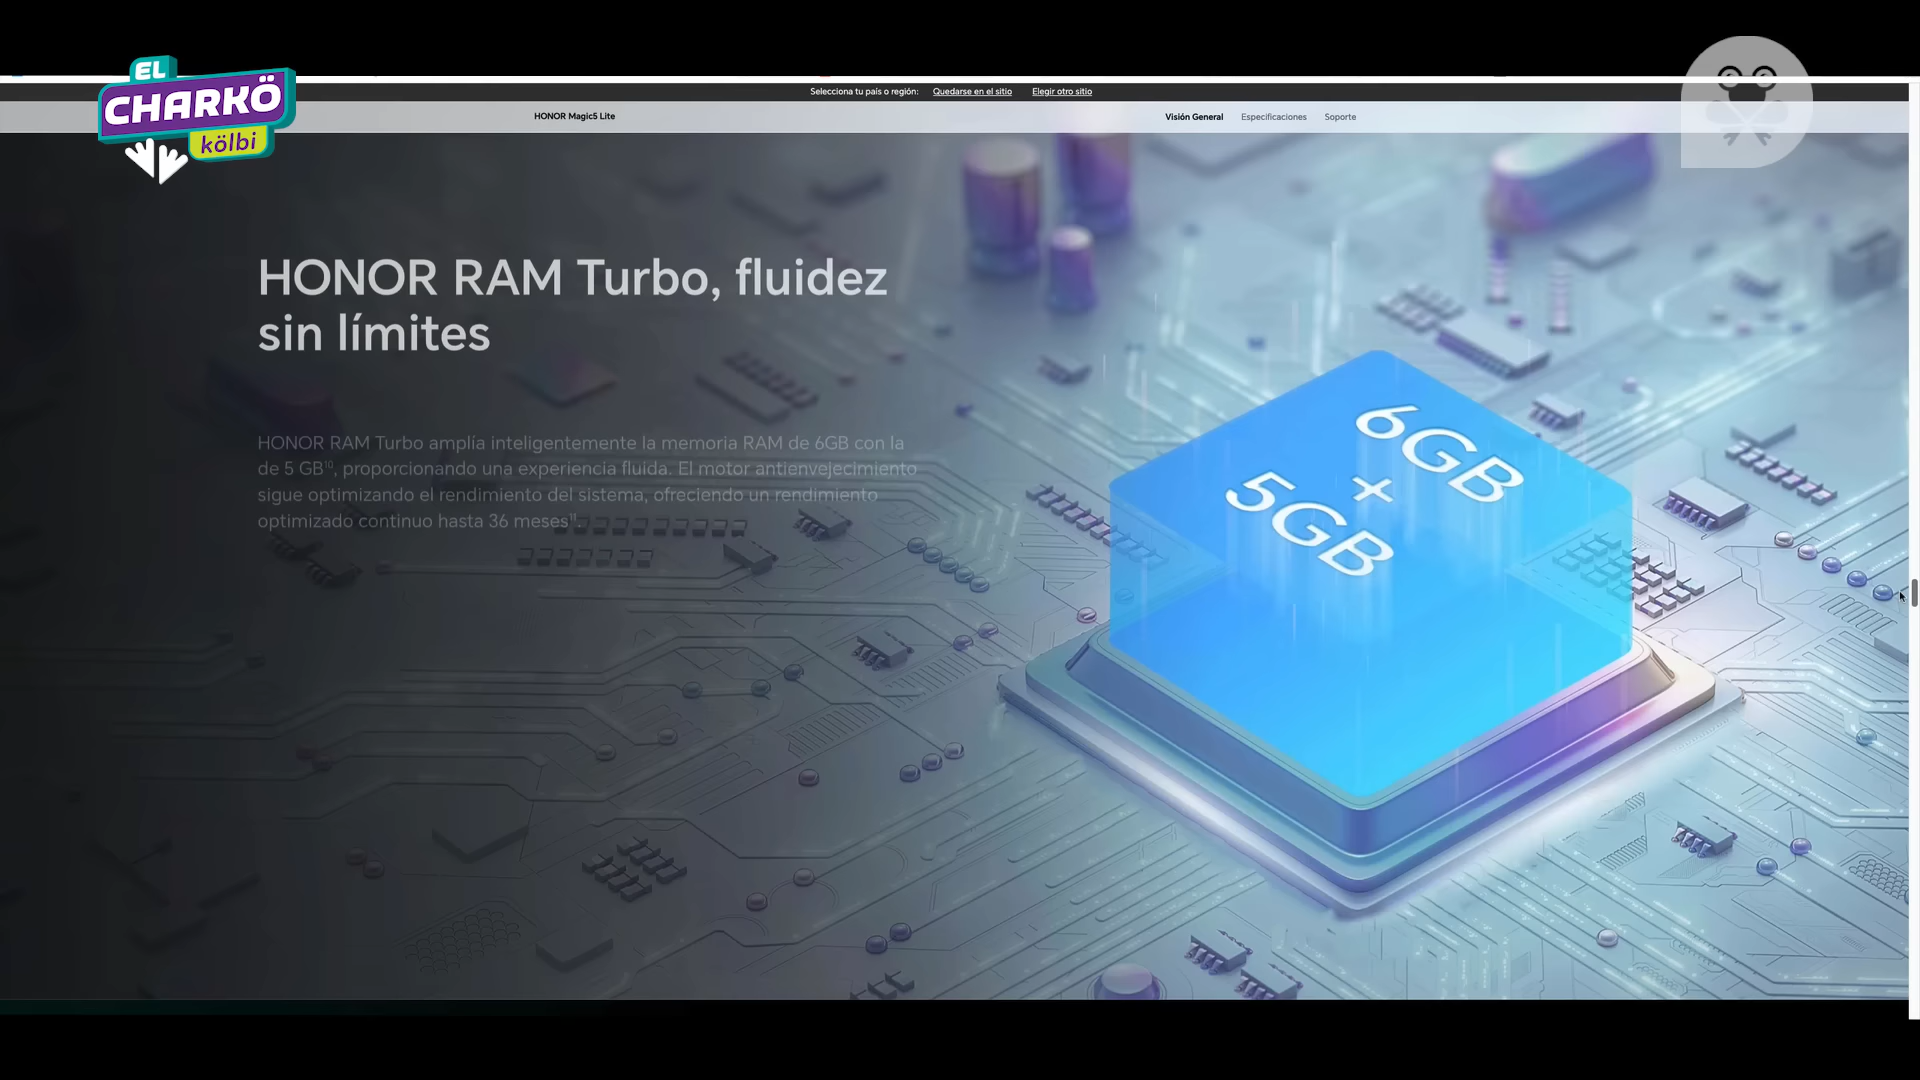 EL
CHARKÖ
kölbi
Selecciona tu país o región: Quedarse en el sitio Elegir otro sitio
HONOR Magic5 Lite Visión General Especificaciones Soporte
HONOR RAM Turbo, fluidez
sin límites
HONOR RAM Turbo amplía inteligentemente la memoria RAM de 6GB con la
de 5 GB¹⁰, proporcionando una experiencia fluida. El motor antienvejecimiento
sigue optimizando el rendimiento del sistema, ofreciendo un rendimiento
optimizado continuo hasta 36 meses¹¹.
6GB
+
5GB